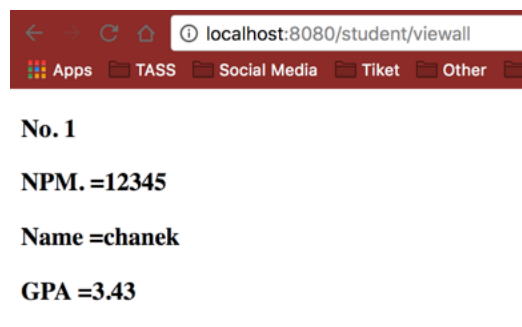 localhost:8080/student/viewall
Apps TASS Social Media Tiket Other
No. 1
NPM. =12345
Name =chanek
GPA =3.43